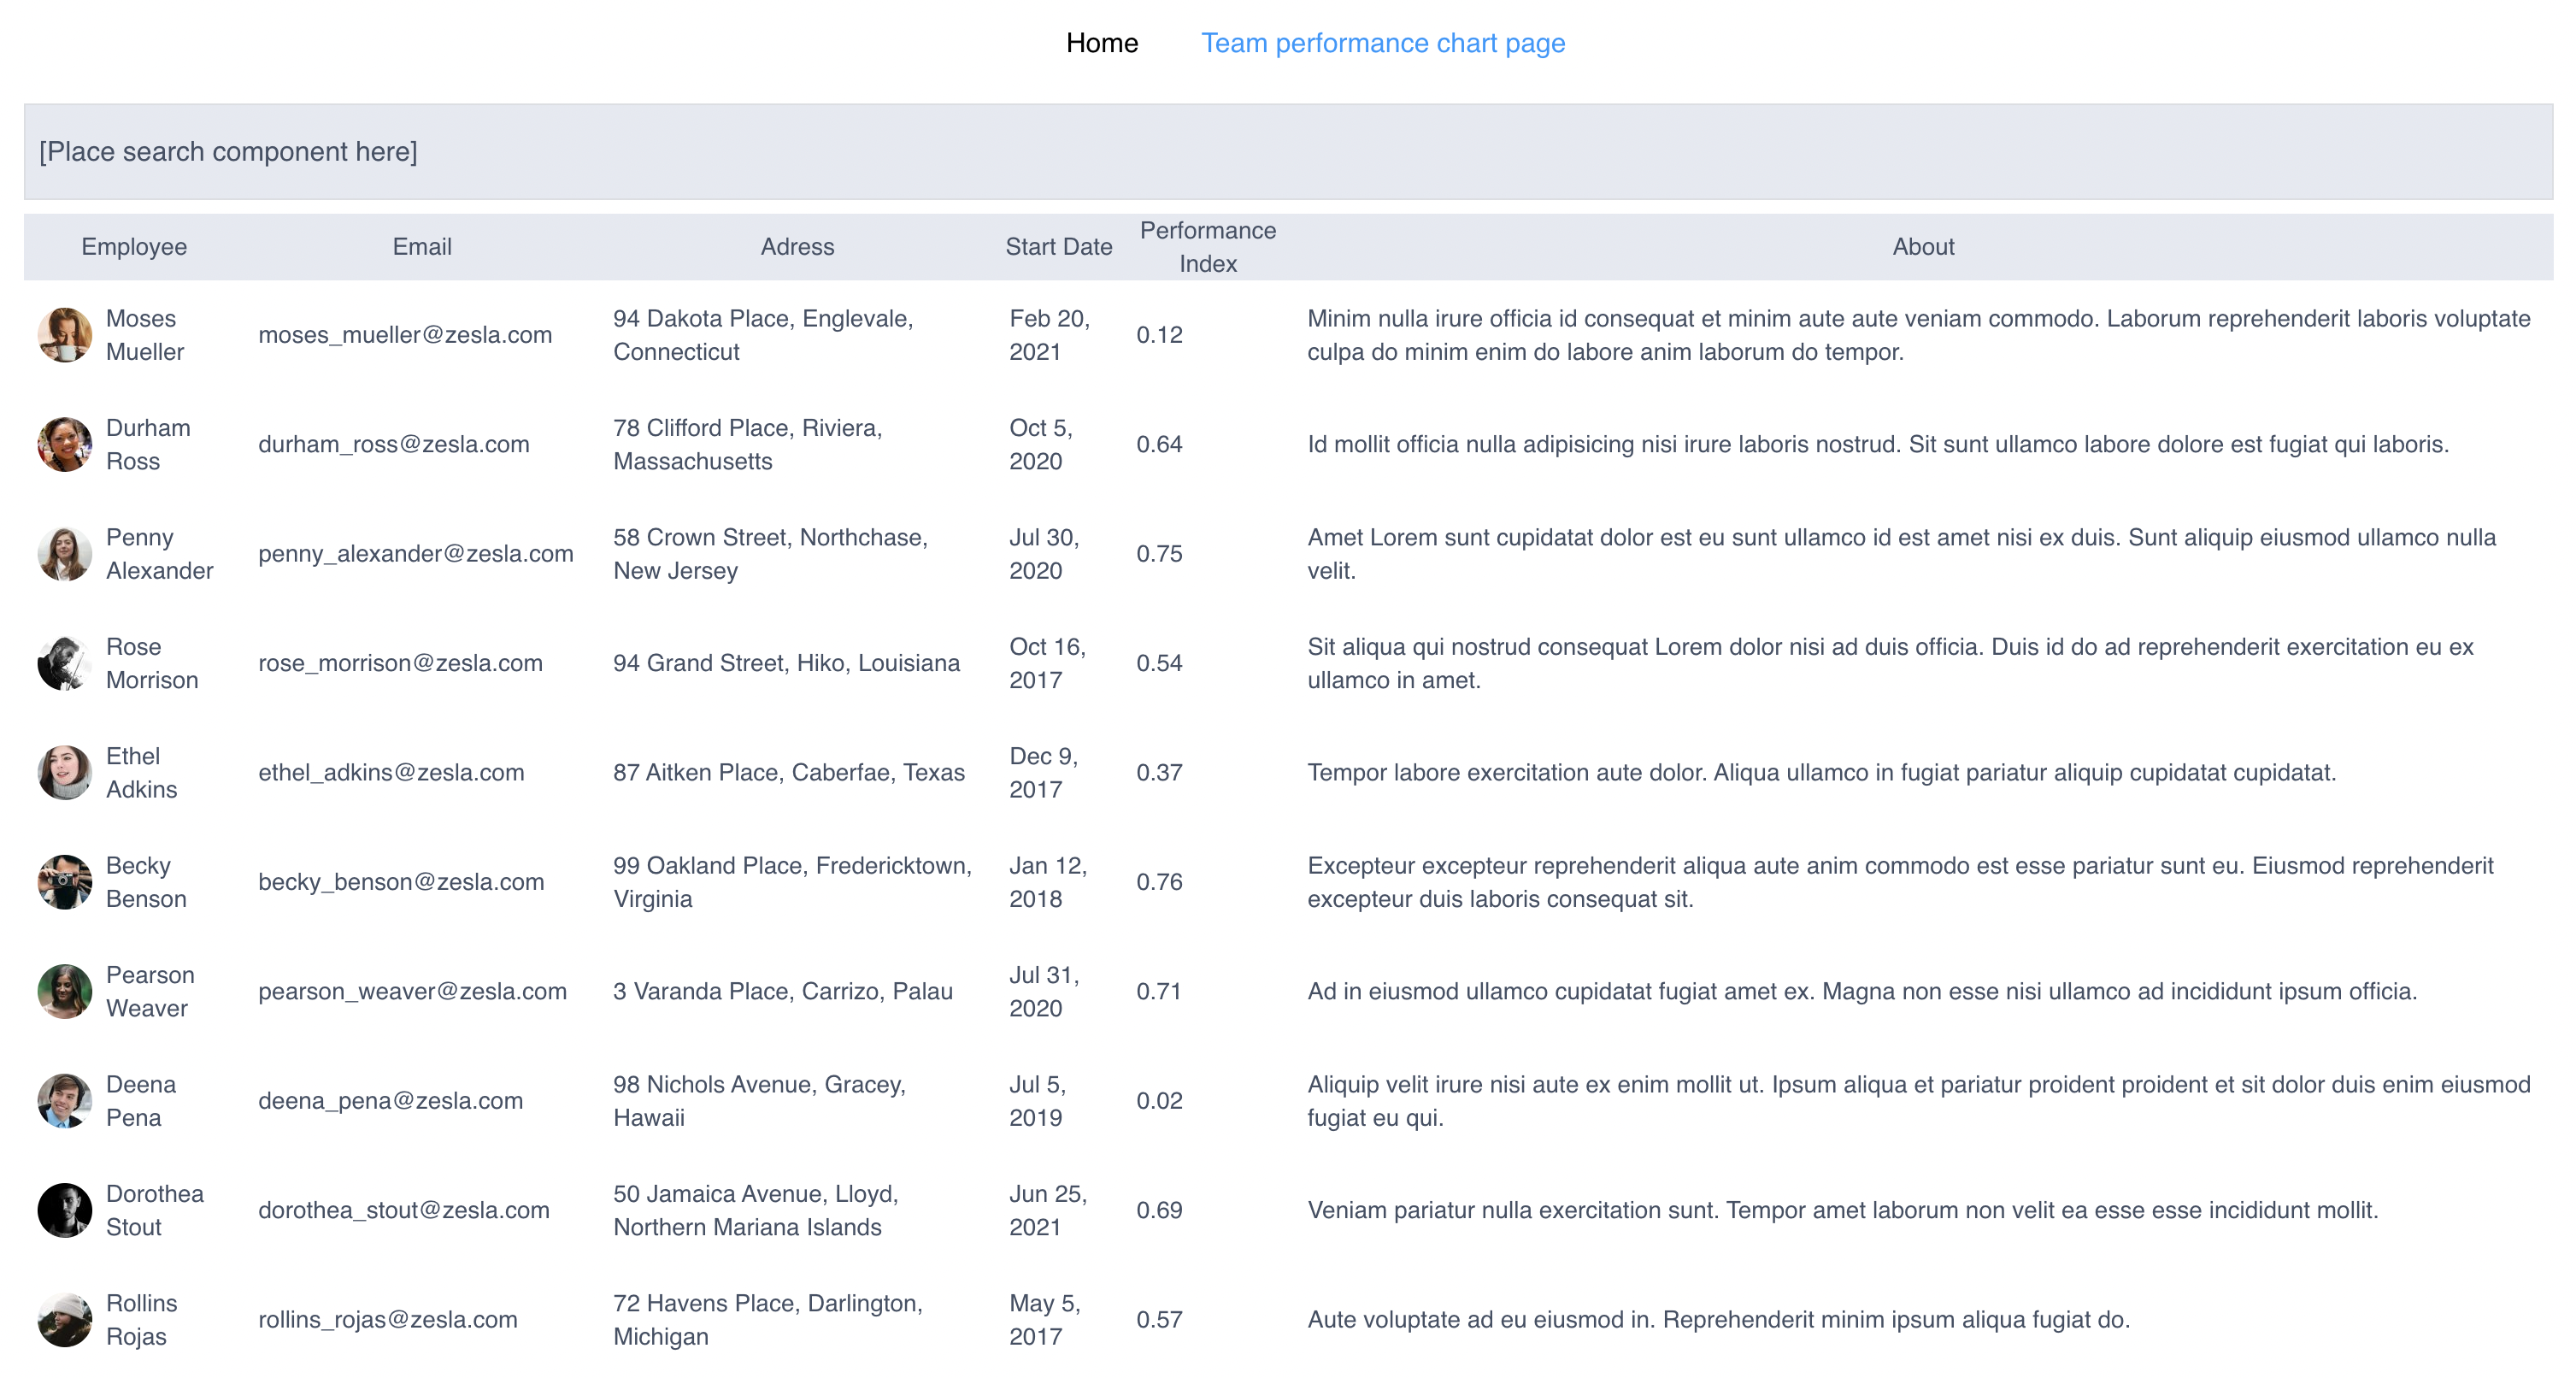 Home Team performance chart page
[Place search component here]
Employee Email Adress Start Date Performance Index About
Moses Mueller moses_mueller@zesla.com 94 Dakota Place, Englevale, Connecticut Feb 20, 2021 0.12 Minim nulla irure officia id consequat et minim aute aute veniam commodo. Laborum reprehenderit laboris voluptate culpa do minim enim do labore anim laborum do tempor.
Durham Ross durham_ross@zesla.com 78 Clifford Place, Riviera, Massachusetts Oct 5, 2020 0.64 Id mollit officia nulla adipisicing nisi irure laboris nostrud. Sit sunt ullamco labore dolore est fugiat qui laboris.
Penny Alexander penny_alexander@zesla.com 58 Crown Street, Northchase, New Jersey Jul 30, 2020 0.75 Amet Lorem sunt cupidatat dolor est eu sunt ullamco id est amet nisi ex duis. Sunt aliquip eiusmod ullamco nulla velit.
Rose Morrison rose_morrison@zesla.com 94 Grand Street, Hiko, Louisiana Oct 16, 2017 0.54 Sit aliqua qui nostrud consequat Lorem dolor nisi ad duis officia. Duis id do ad reprehenderit exercitation eu ex ullamco in amet.
Ethel Adkins ethel_adkins@zesla.com 87 Aitken Place, Caberfae, Texas Dec 9, 2017 0.37 Tempor labore exercitation aute dolor. Aliqua ullamco in fugiat pariatur aliquip cupidatat cupidatat.
Becky Benson becky_benson@zesla.com 99 Oakland Place, Fredericktown, Virginia Jan 12, 2018 0.76 Excepteur excepteur reprehenderit aliqua aute anim commodo est esse pariatur sunt eu. Eiusmod reprehenderit excepteur duis laboris consequat sit.
Pearson Weaver pearson_weaver@zesla.com 3 Varanda Place, Carrizo, Palau Jul 31, 2020 0.71 Ad in eiusmod ullamco cupidatat fugiat amet ex. Magna non esse nisi ullamco ad incididunt ipsum officia.
Deena Pena deena_pena@zesla.com 98 Nichols Avenue, Gracey, Hawaii Jul 5, 2019 0.02 Aliquip velit irure nisi aute ex enim mollit ut. Ipsum aliqua et pariatur proident proident et sit dolor duis enim eiusmod fugiat eu qui.
Dorothea Stout dorothea_stout@zesla.com 50 Jamaica Avenue, Lloyd, Northern Mariana Islands Jun 25, 2021 0.69 Veniam pariatur nulla exercitation sunt. Tempor amet laborum non velit ea esse esse incididunt mollit.
Rollins Rojas rollins_rojas@zesla.com 72 Havens Place, Darlington, Michigan May 5, 2017 0.57 Aute voluptate ad eu eiusmod in. Reprehenderit minim ipsum aliqua fugiat do.